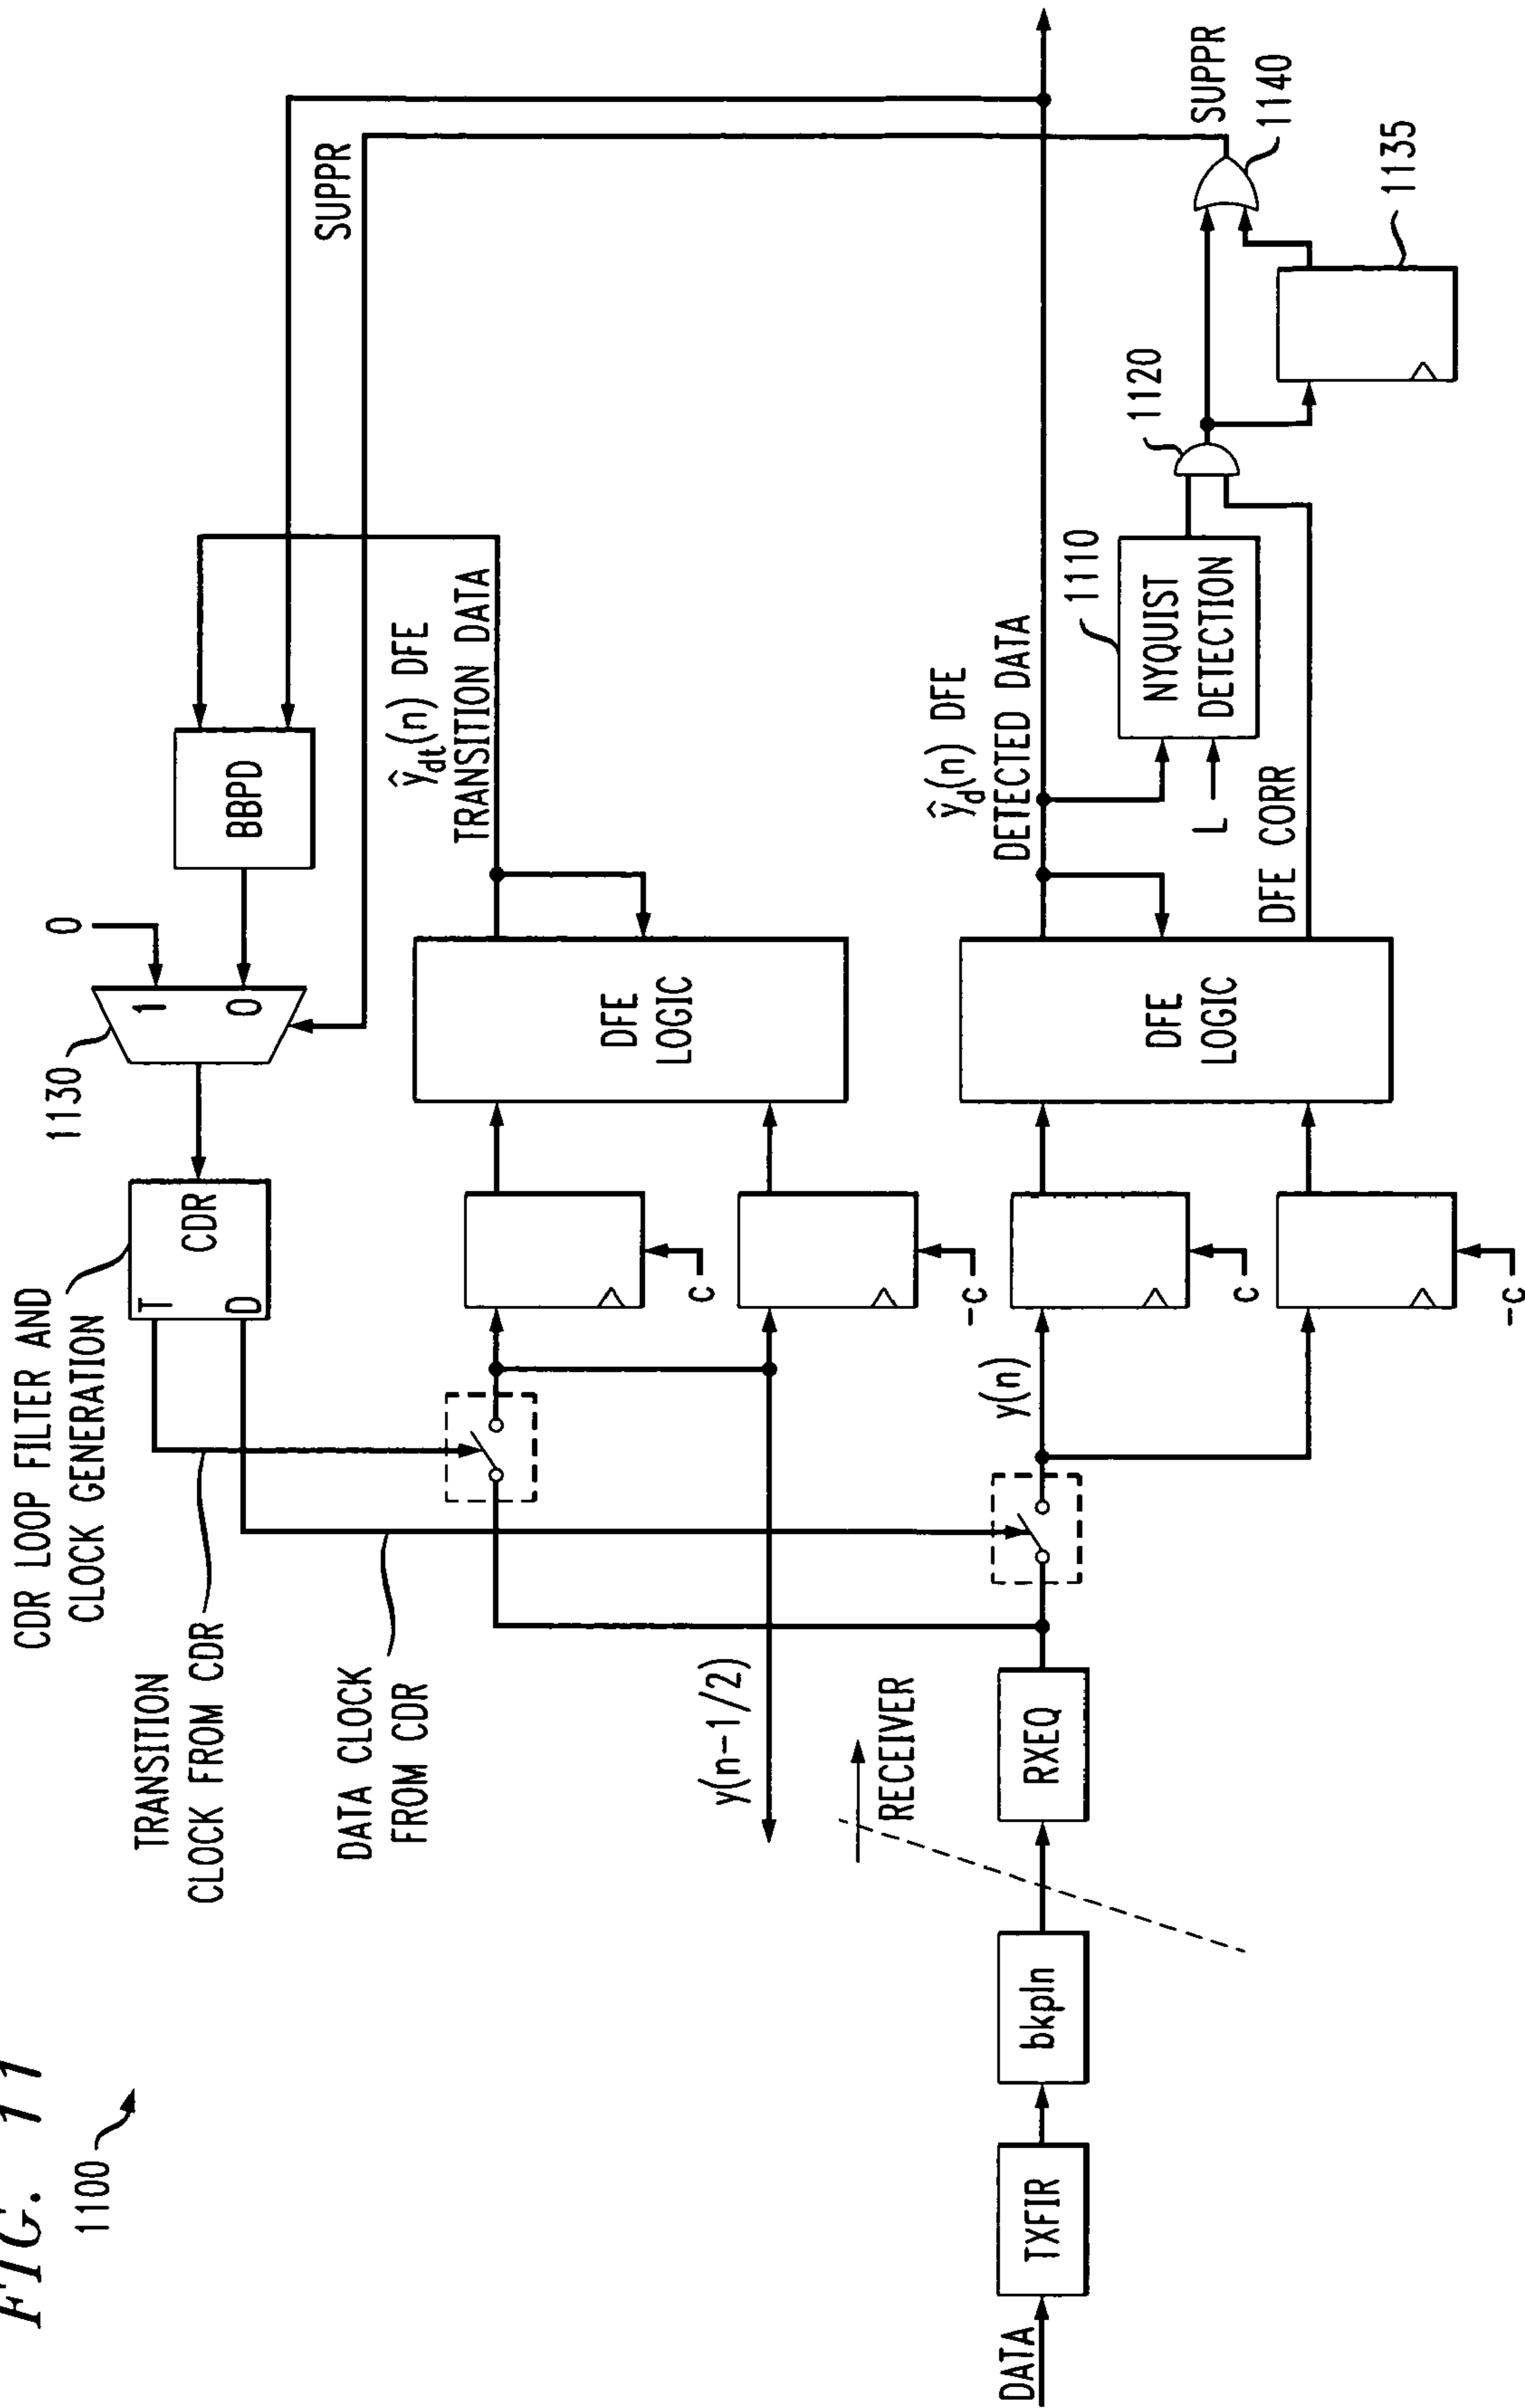 FIG. 11
1100
CDR LOOP FILTER AND
CLOCK GENERATION
1130
0
TRANSITION
CLOCK FROM CDR
T
D
CDR
1
0
BBPD
SUPPR
DATA CLOCK
FROM CDR
ŷdt(n) DFE
TRANSITION DATA
c
-c
DFE
LOGIC
y(n-1/2)
RECEIVER
ŷd(n) DFE
DETECTED DATA
DATA
TXFIR
bkpln
RXEQ
y(n)
c
-c
DFE
LOGIC
DFE CORR
L
NYQUIST
DETECTION
1110
1120
SUPPR
1140
1135